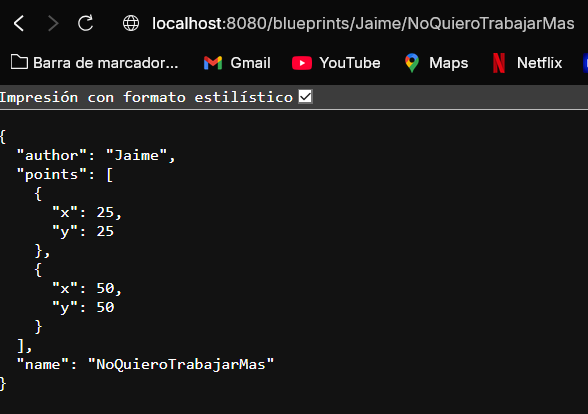 localhost:8080/blueprints/Jaime/NoQuieroTrabajarMas
Barra de marcador... Gmail YouTube Maps Netflix
Impresión con formato estilístico
{
  "author": "Jaime",
  "points": [
    {
      "x": 25,
      "y": 25
    },
    {
      "x": 50,
      "y": 50
    }
  ],
  "name": "NoQuieroTrabajarMas"
}